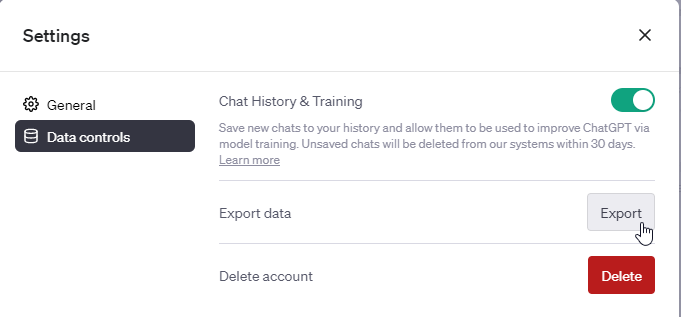 Settings
General
Data controls
Chat History & Training
Save new chats to your history and allow them to be used to improve ChatGPT via
model training. Unsaved chats will be deleted from our systems within 30 days.
Learn more
Export data
Export
Delete account
Delete